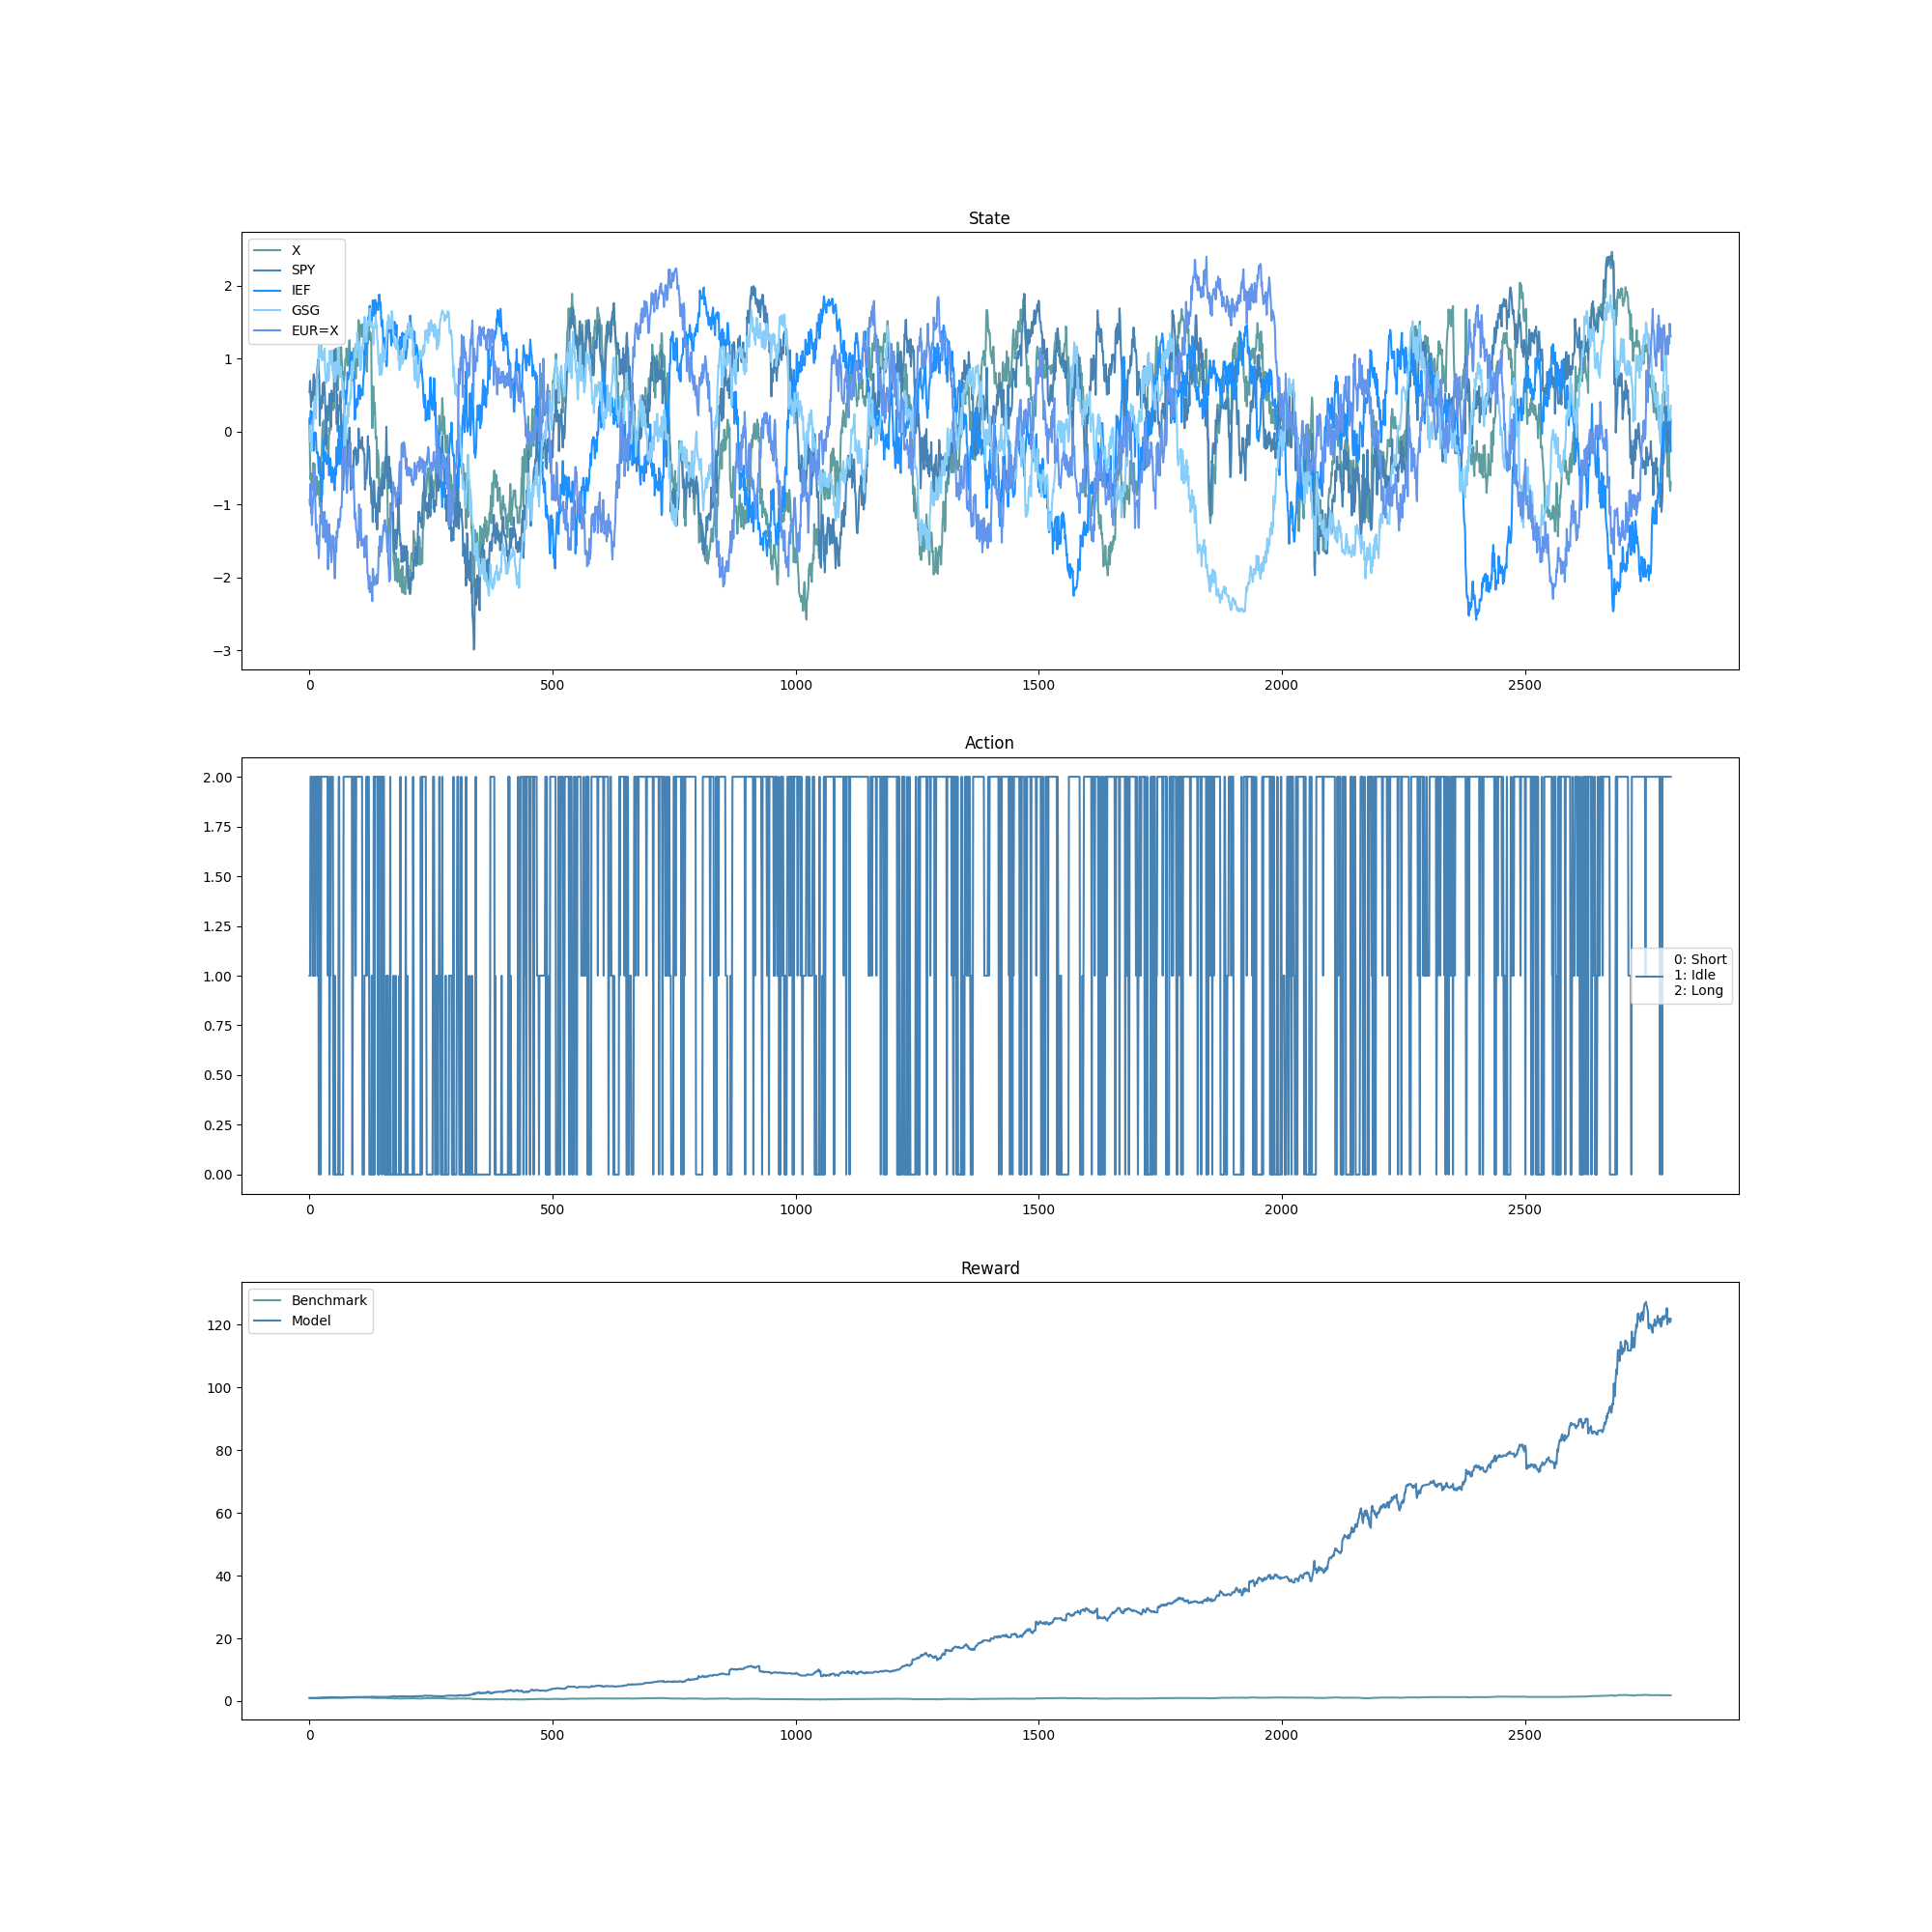 State
X
SPY
IEF
GSG
EUR=X
2
1
0
−1
−2
−3
0 500 1000 1500 2000 2500
Action
2.00
1.75
1.50
1.25
1.00
0.75
0.50
0.25
0.00
0: Short
1: Idle
2: Long
0 500 1000 1500 2000 2500
Reward
Benchmark
Model
120
100
80
60
40
20
0
0 500 1000 1500 2000 2500